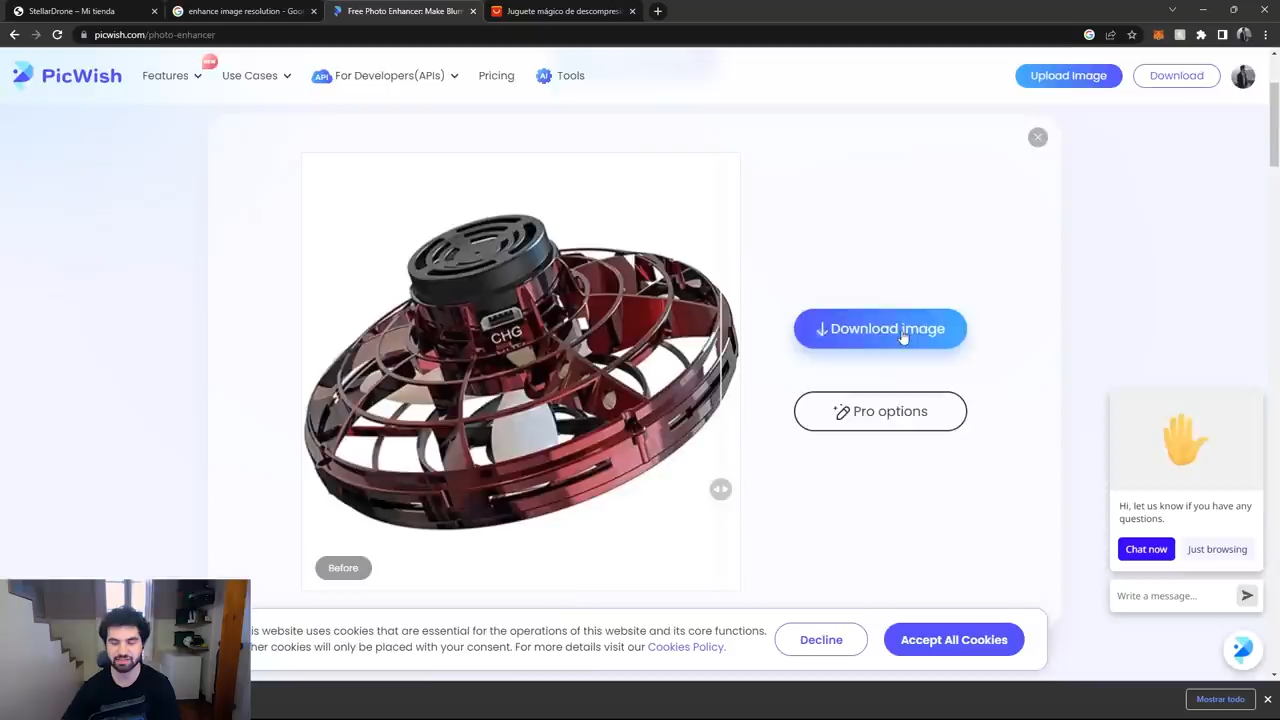 StellarDrone – Mi tienda
enhance image resolution - Goo
Free Photo Enhancer: Make Blurr
Juguete mágico de descompres
picwish.com/photo-enhancer
PicWish
Features
NEW
Use Cases
API
For Developers(APIs)
Pricing
AI
Tools
Upload Image
Download
CHG
Download image
Pro options
Before
Hi, let us know if you have any
questions.
Chat now
Just browsing
Write a message...
is website uses cookies that are essential for the operations of this website and its core functions.
her cookies will only be placed with your consent. For more details visit our Cookies Policy.
Decline
Accept All Cookies
Mostrar todo